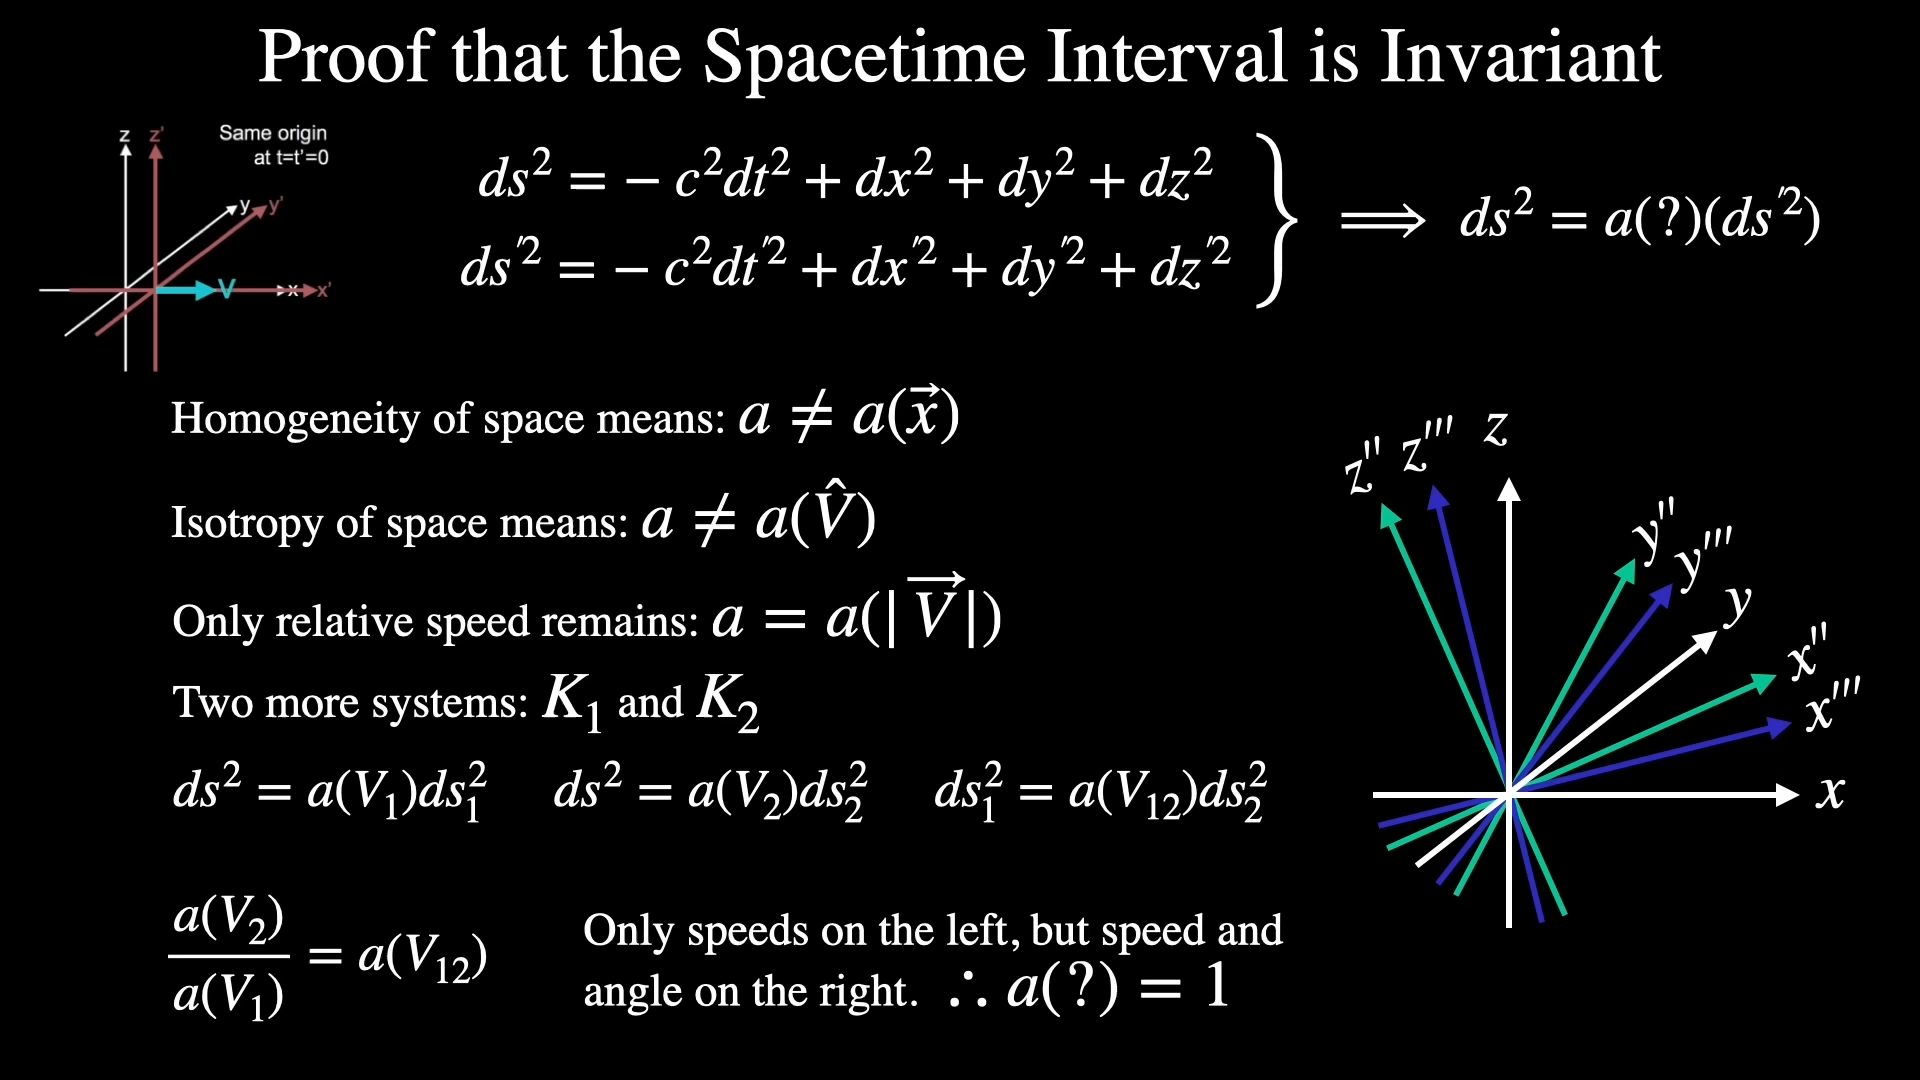 Proof that the Spacetime Interval is Invariant
z z' Same origin
at t=t'=0
y y'
V x x'
ds² = − c²dt² + dx² + dy² + dz²
ds′² = − c²dt′² + dx′² + dy′² + dz′²
⟹ ds² = a(?)(ds′²)
Homogeneity of space means: a ≠ a(x⃗)
Isotropy of space means: a ≠ a(V̂)
Only relative speed remains: a = a(|V⃗|)
Two more systems: K₁ and K₂
ds² = a(V₁)ds₁² ds² = a(V₂)ds₂² ds₁² = a(V₁₂)ds₂²
a(V₂)/a(V₁) = a(V₁₂)
Only speeds on the left, but speed and
angle on the right. ∴ a(?) = 1
z'' z''' z
y''
y'''
y
x''
x'''
x